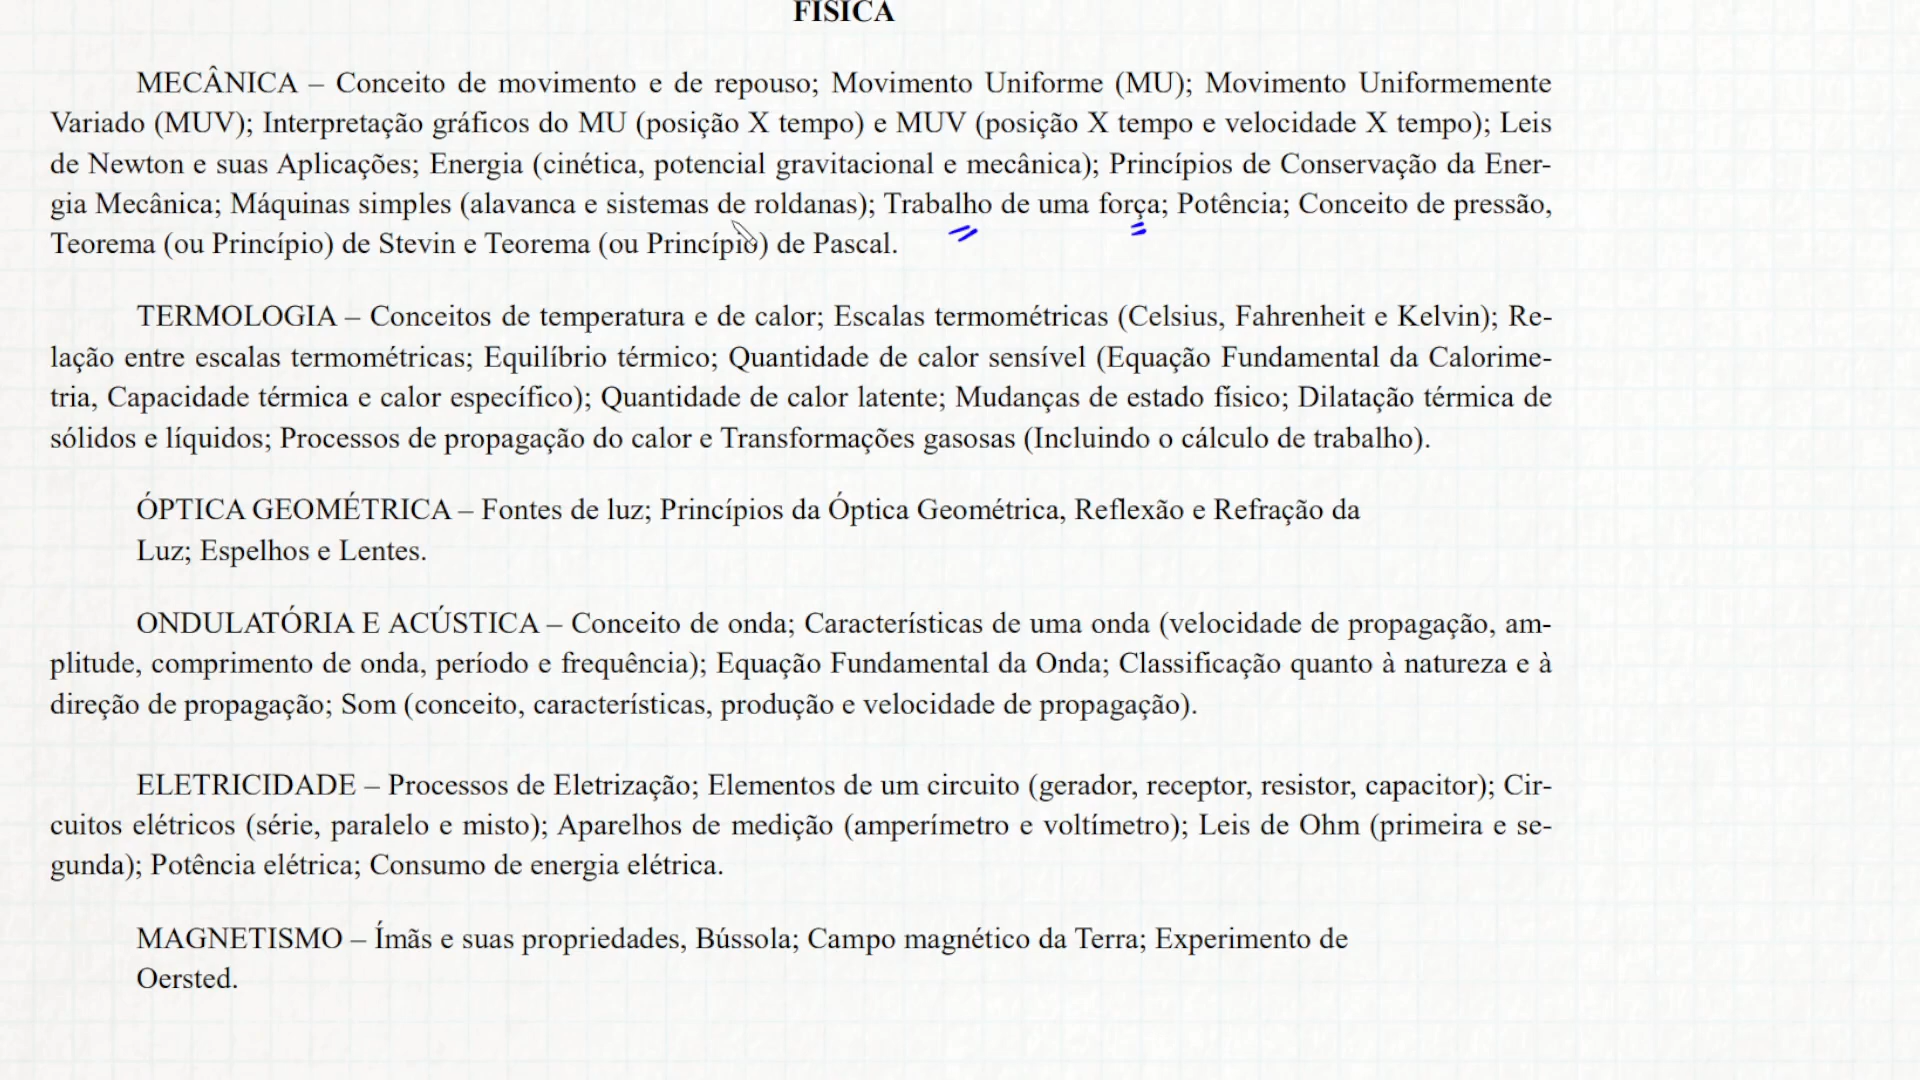 FÍSICA
MECÂNICA – Conceito de movimento e de repouso; Movimento Uniforme (MU); Movimento Uniformemente
Variado (MUV); Interpretação gráficos do MU (posição X tempo) e MUV (posição X tempo e velocidade X tempo); Leis
de Newton e suas Aplicações; Energia (cinética, potencial gravitacional e mecânica); Princípios de Conservação da Ener-
gia Mecânica; Máquinas simples (alavanca e sistemas de roldanas); Trabalho de uma força; Potência; Conceito de pressão,
Teorema (ou Princípio) de Stevin e Teorema (ou Princípio) de Pascal.
TERMOLOGIA – Conceitos de temperatura e de calor; Escalas termométricas (Celsius, Fahrenheit e Kelvin); Re-
lação entre escalas termométricas; Equilíbrio térmico; Quantidade de calor sensível (Equação Fundamental da Calorime-
tria, Capacidade térmica e calor específico); Quantidade de calor latente; Mudanças de estado físico; Dilatação térmica de
sólidos e líquidos; Processos de propagação do calor e Transformações gasosas (Incluindo o cálculo de trabalho).
ÓPTICA GEOMÉTRICA – Fontes de luz; Princípios da Óptica Geométrica, Reflexão e Refração da
Luz; Espelhos e Lentes.
ONDULATÓRIA E ACÚSTICA – Conceito de onda; Características de uma onda (velocidade de propagação, am-
plitude, comprimento de onda, período e frequência); Equação Fundamental da Onda; Classificação quanto à natureza e à
direção de propagação; Som (conceito, características, produção e velocidade de propagação).
ELETRICIDADE – Processos de Eletrização; Elementos de um circuito (gerador, receptor, resistor, capacitor); Cir-
cuitos elétricos (série, paralelo e misto); Aparelhos de medição (amperímetro e voltímetro); Leis de Ohm (primeira e se-
gunda); Potência elétrica; Consumo de energia elétrica.
MAGNETISMO – Ímãs e suas propriedades, Bússola; Campo magnético da Terra; Experimento de
Oersted.